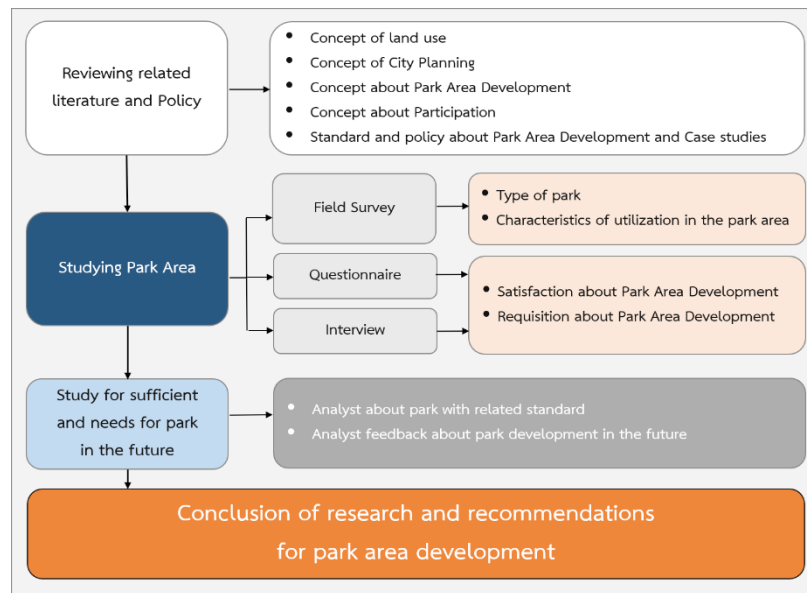 Reviewing related
literature and Policy
• Concept of land use
• Concept of City Planning
• Concept about Park Area Development
• Concept about Participation
• Standard and policy about Park Area Development and Case studies
Studying Park Area
Field Survey
• Type of park
• Characteristics of utilization in the park area
Questionnaire
Interview
• Satisfaction about Park Area Development
• Requisition about Park Area Development
Study for sufficient
and needs for park
in the future
• Analyst about park with related standard
• Analyst feedback about park development in the future
Conclusion of research and recommendations
for park area development